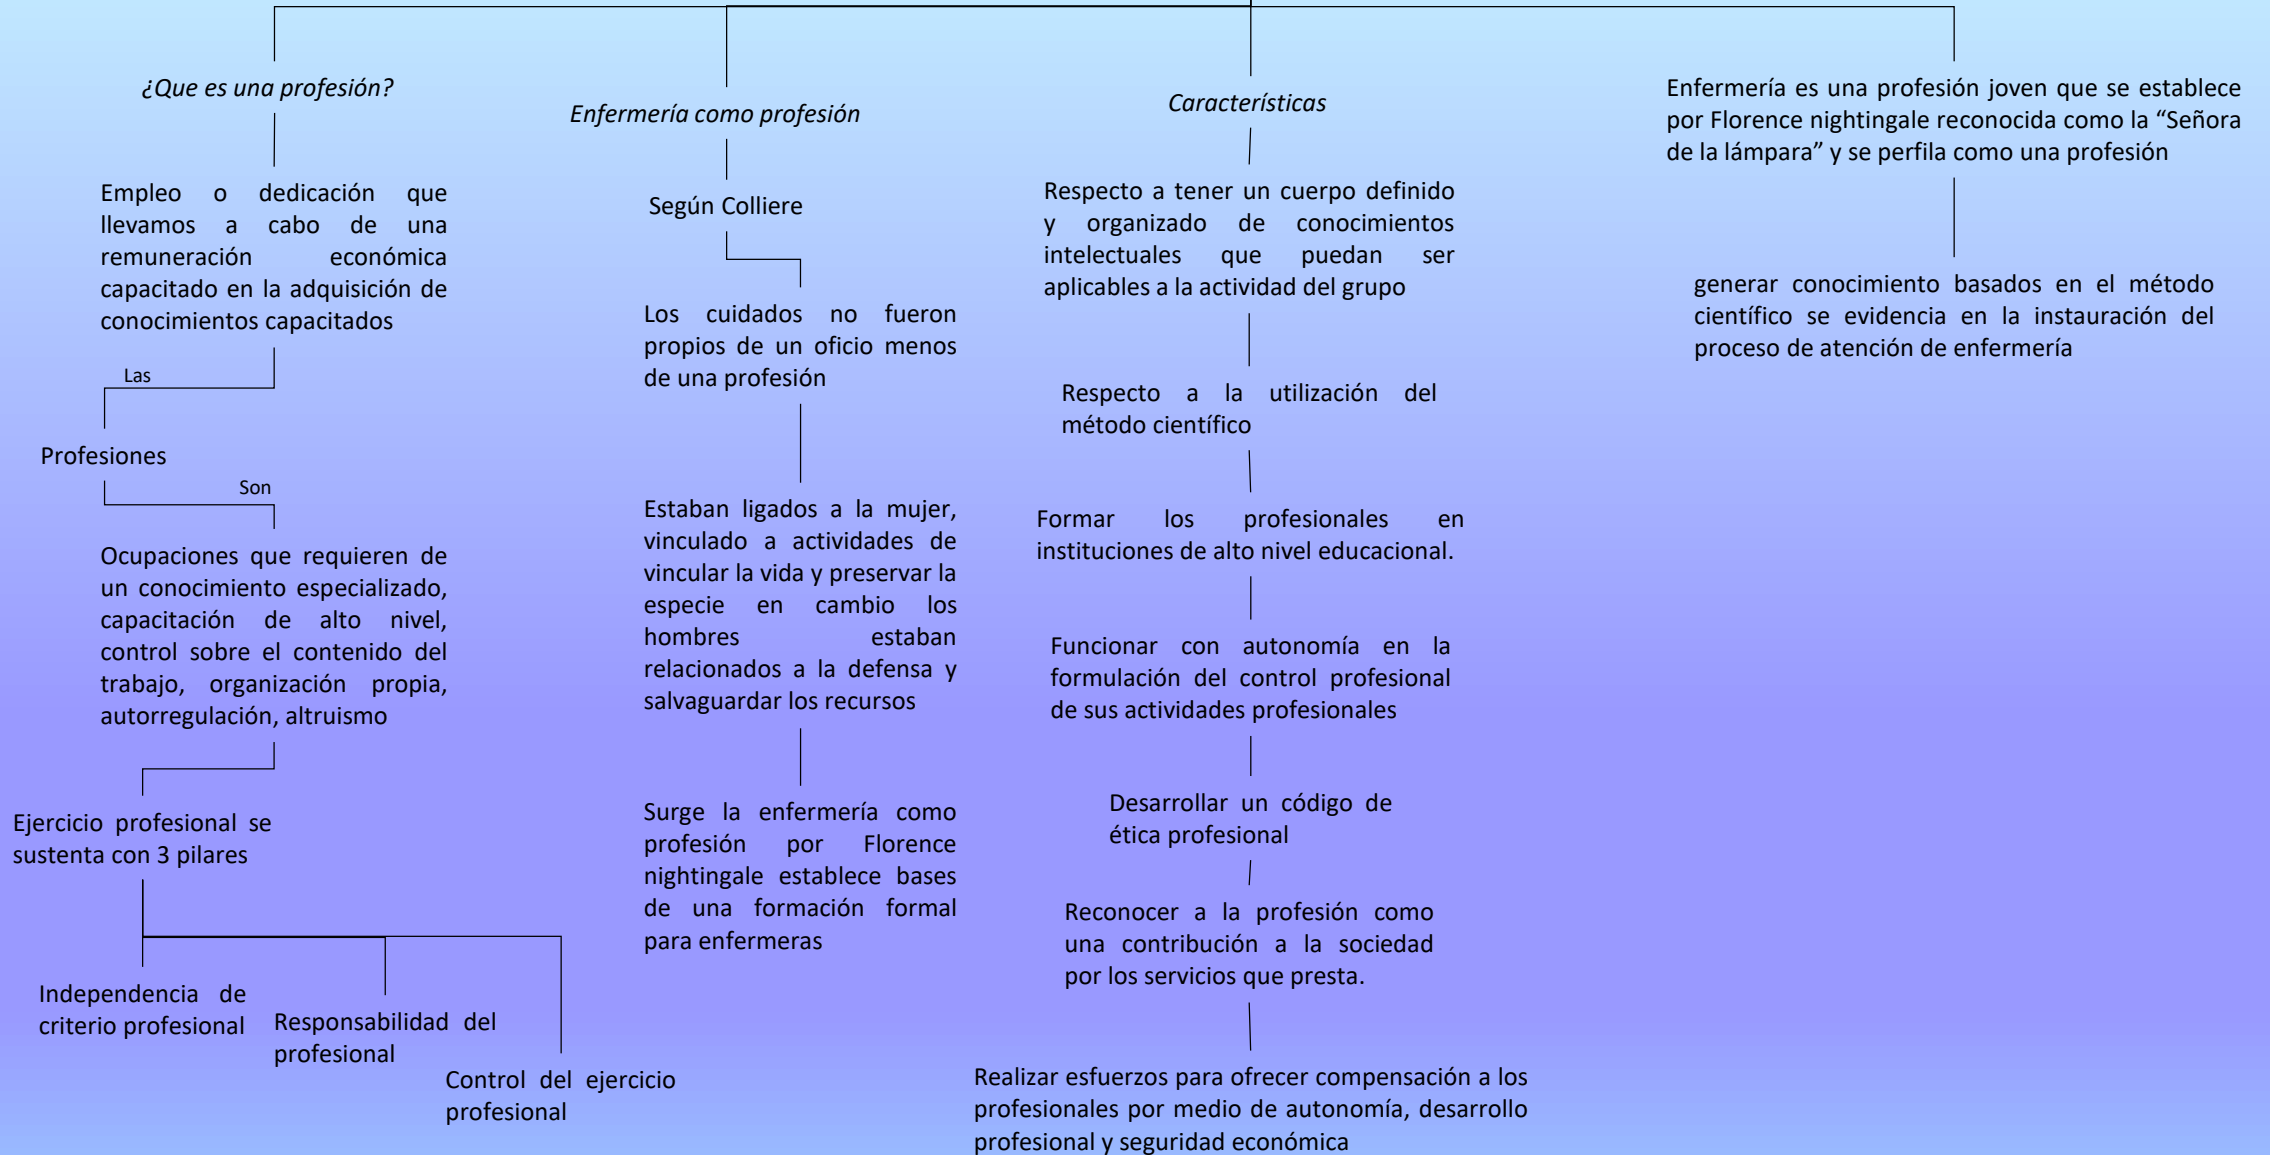 ¿Que es una profesión?
Empleo o dedicación que
llevamos a cabo de una
remuneración económica
capacitado en la adquisición de
conocimientos capacitados
Las
Profesiones
Son
Ocupaciones que requieren de
un conocimiento especializado,
capacitación de alto nivel,
control sobre el contenido del
trabajo, organización propia,
autorregulación, altruismo
Ejercicio profesional se
sustenta con 3 pilares
Independencia de
criterio profesional
Responsabilidad del
profesional
Control del ejercicio
profesional
Enfermería como profesión
Según Colliere
Los cuidados no fueron
propios de un oficio menos
de una profesión
Estaban ligados a la mujer,
vinculado a actividades de
vincular la vida y preservar la
especie en cambio los
hombres estaban
relacionados a la defensa y
salvaguardar los recursos
Surge la enfermería como
profesión por Florence
nightingale establece bases
de una formación formal
para enfermeras
Características
Respecto a tener un cuerpo definido
y organizado de conocimientos
intelectuales que puedan ser
aplicables a la actividad del grupo
Respecto a la utilización del
método científico
Formar los profesionales en
instituciones de alto nivel educacional.
Funcionar con autonomía en la
formulación del control profesional
de sus actividades profesionales
Desarrollar un código de
ética profesional
Reconocer a la profesión como
una contribución a la sociedad
por los servicios que presta.
Realizar esfuerzos para ofrecer compensación a los
profesionales por medio de autonomía, desarrollo
profesional y seguridad económica
Enfermería es una profesión joven que se establece
por Florence nightingale reconocida como la “Señora
de la lámpara” y se perfila como una profesión
generar conocimiento basados en el método
científico se evidencia en la instauración del
proceso de atención de enfermería